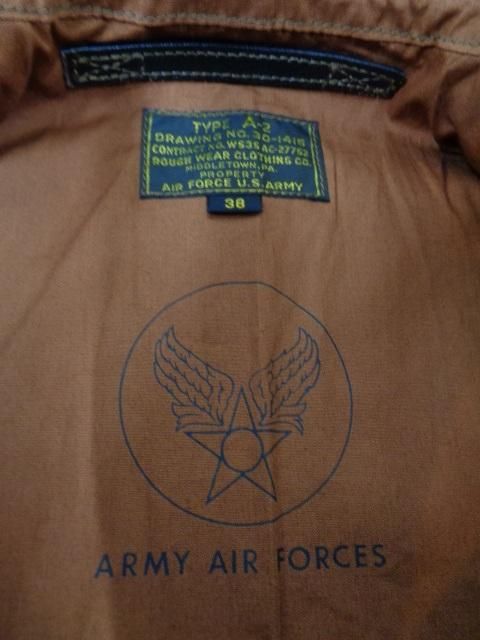 TYPE A-2
DRAWING NO. 30-1415
CONTRACT NO. W535 AC-27752
ROUGH WEAR CLOTHING CO.
MIDDLETOWN, PA.
PROPERTY
AIR FORCE U.S. ARMY
38
ARMY AIR FORCES